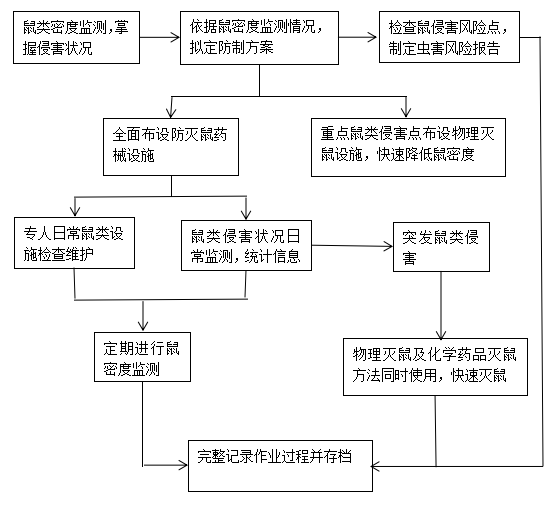 鼠类密度监测，掌
握侵害状况
依据鼠密度监测情况，
拟定防制方案
检查鼠侵害风险点，
制定虫害风险报告
全面布设防灭鼠药
械设施
重点鼠类侵害点布设物理灭
鼠设施，快速降低鼠密度
专人日常鼠类设
施检查维护
鼠类侵害状况日
常监测，统计信息
突发鼠类侵
害
定期进行鼠
密度监测
物理灭鼠及化学药品灭鼠
方法同时使用，快速灭鼠
完整记录作业过程并存档